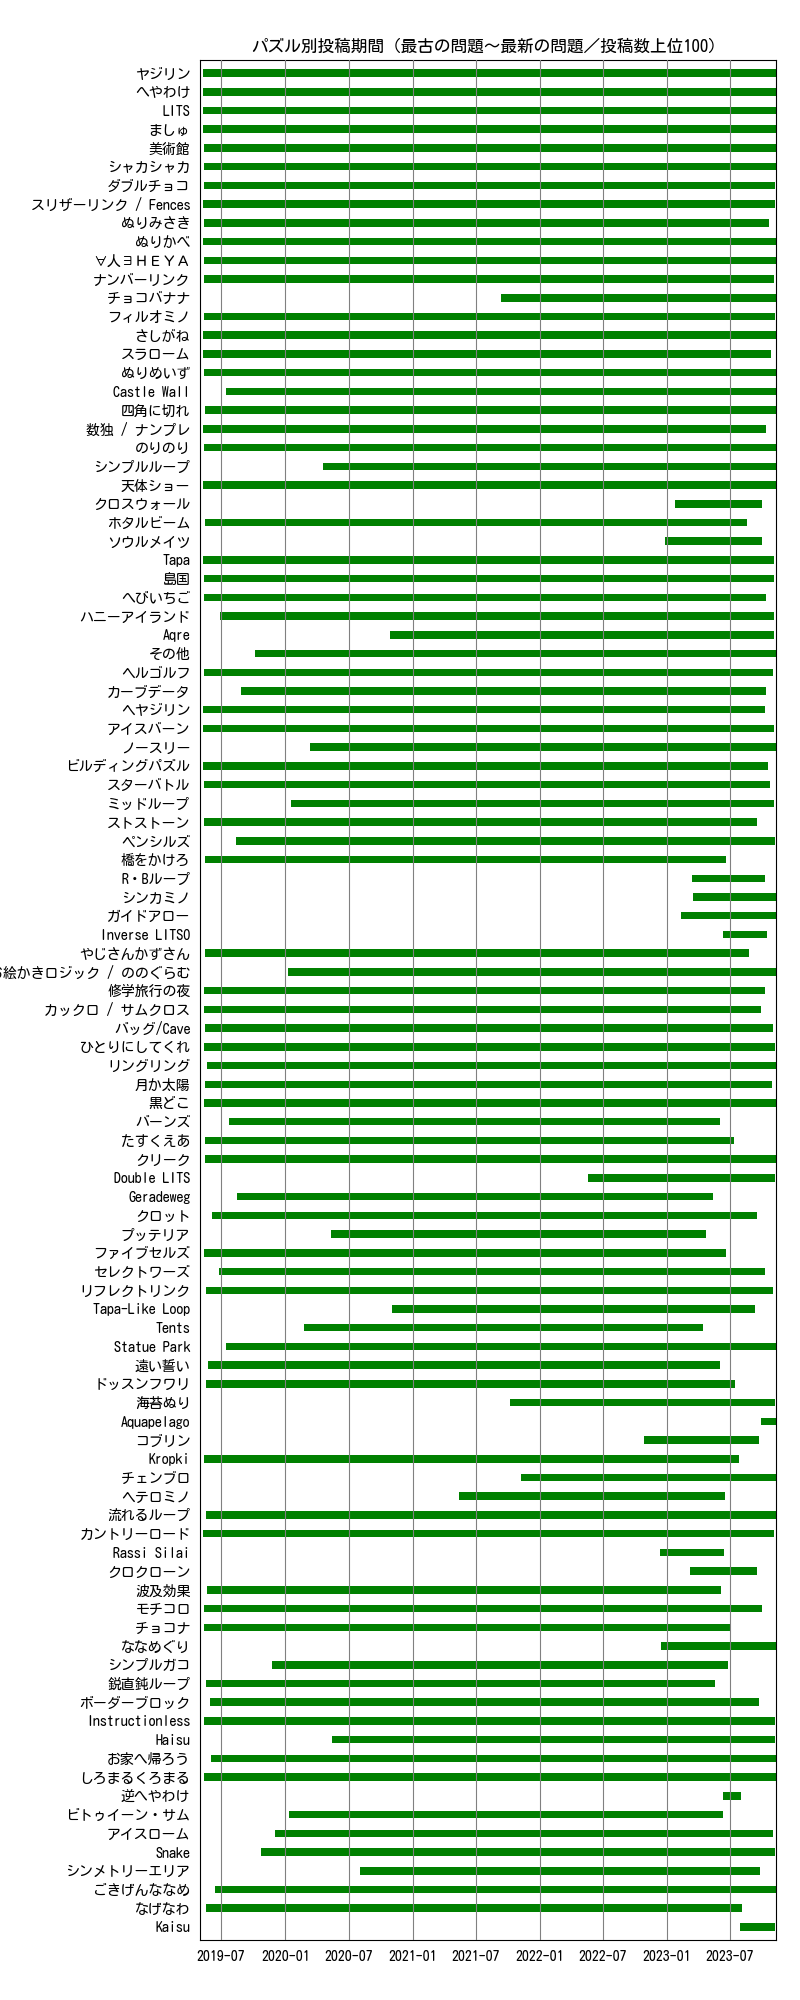 パズル別投稿期間（最古の問題～最新の問題／投稿数上位100）
ヤジリン
へやわけ
LITS
ましゅ
美術館
シャカシャカ
ダブルチョコ
スリザーリンク / Fences
ぬりみさき
ぬりかべ
∀人∃ＨＥＹＡ
ナンバーリンク
チョコバナナ
フィルオミノ
さしがね
スラローム
ぬりめいず
Castle Wall
四角に切れ
数独 / ナンプレ
のりのり
シンプルループ
天体ショー
クロスウォール
ホタルビーム
ソウルメイツ
Tapa
島国
へびいちご
ハニーアイランド
Aqre
その他
ヘルゴルフ
カーブデータ
ヘヤジリン
アイスバーン
ノースリー
ビルディングパズル
スターバトル
ミッドループ
ストストーン
ペンシルズ
橋をかけろ
R・Bループ
シンカミノ
ガイドアロー
Inverse LITSO
やじさんかずさん
絵かきロジック / ののぐらむ
修学旅行の夜
カックロ / サムクロス
バッグ/Cave
ひとりにしてくれ
リングリング
月か太陽
黒どこ
バーンズ
たすくえあ
クリーク
Double LITS
Geradeweg
クロット
プッテリア
ファイブセルズ
セレクトワーズ
リフレクトリンク
Tapa-Like Loop
Tents
Statue Park
遠い誓い
ドッスンフワリ
海苔ぬり
Aquapelago
コブリン
Kropki
チェンブロ
ヘテロミノ
流れるループ
カントリーロード
Rassi Silai
クロクローン
波及効果
モチコロ
チョコナ
ななめぐり
シンプルガコ
鋭直鈍ループ
ボーダーブロック
Instructionless
Haisu
お家へ帰ろう
しろまるくろまる
逆へやわけ
ビトゥイーン・サム
アイスローム
Snake
シンメトリーエリア
ごきげんななめ
なげなわ
Kaisu
2019-07 2020-01 2020-07 2021-01 2021-07 2022-01 2022-07 2023-01 2023-07